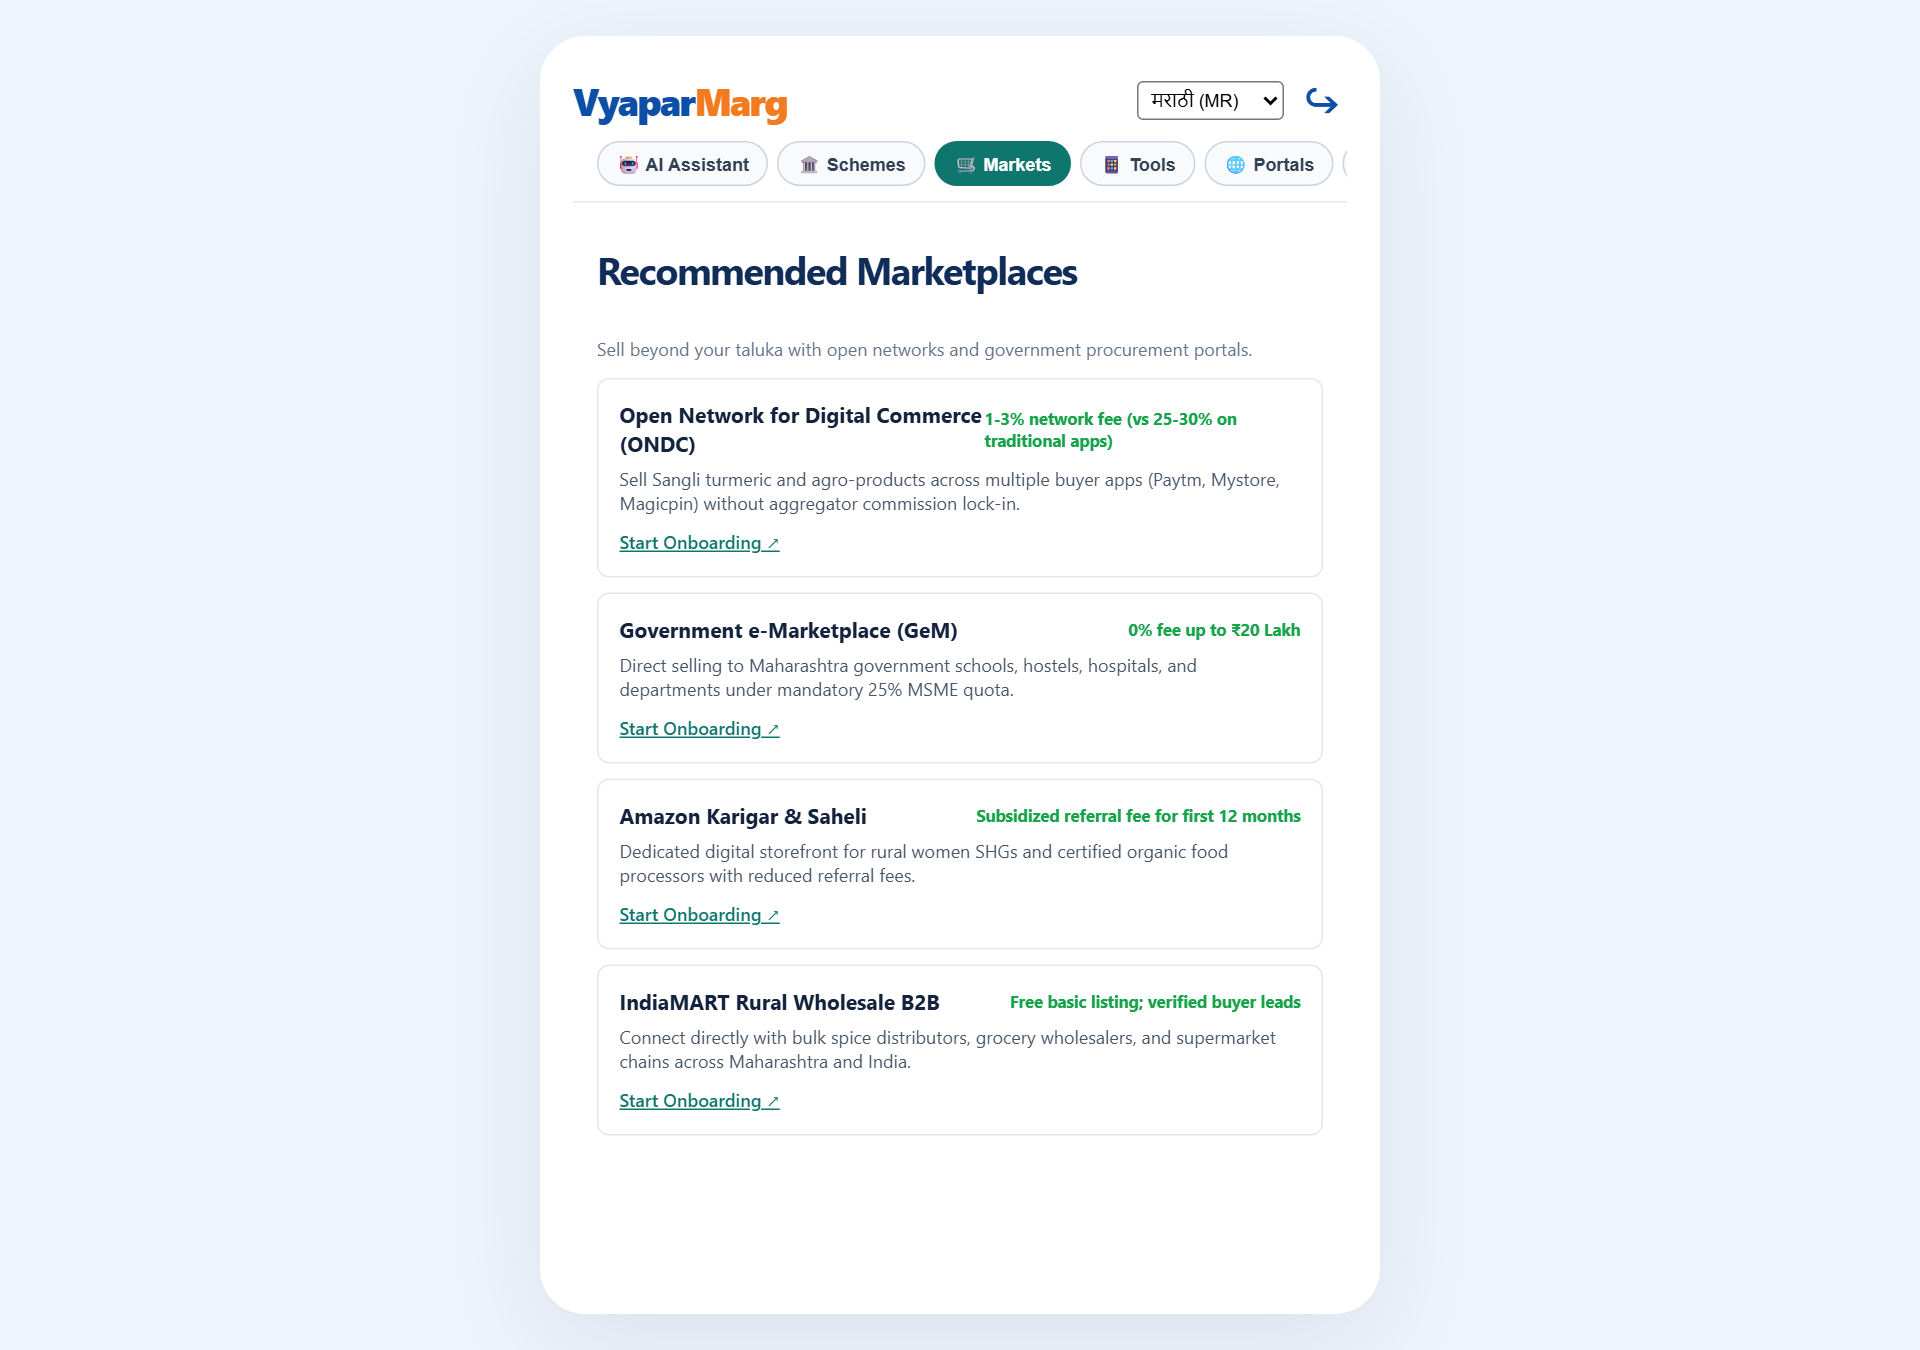 VyaparMarg
मराठी (MR)
AI Assistant
Schemes
Markets
Tools
Portals
Recommended Marketplaces
Sell beyond your taluka with open networks and government procurement portals.
Open Network for Digital Commerce
(ONDC)
1-3% network fee (vs 25-30% on
traditional apps)
Sell Sangli turmeric and agro-products across multiple buyer apps (Paytm, Mystore,
Magicpin) without aggregator commission lock-in.
Start Onboarding ↗
Government e-Marketplace (GeM)
0% fee up to ₹20 Lakh
Direct selling to Maharashtra government schools, hostels, hospitals, and
departments under mandatory 25% MSME quota.
Start Onboarding ↗
Amazon Karigar & Saheli
Subsidized referral fee for first 12 months
Dedicated digital storefront for rural women SHGs and certified organic food
processors with reduced referral fees.
Start Onboarding ↗
IndiaMART Rural Wholesale B2B
Free basic listing; verified buyer leads
Connect directly with bulk spice distributors, grocery wholesalers, and supermarket
chains across Maharashtra and India.
Start Onboarding ↗